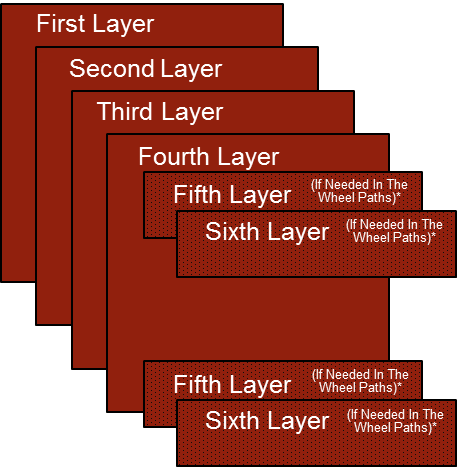 First Layer
Second Layer
Third Layer
Fourth Layer
Fifth Layer (If Needed In The
Wheel Paths)*
Sixth Layer (If Needed In The
Wheel Paths)*
Fifth Layer (If Needed In The
Wheel Paths)*
Sixth Layer (If Needed In The
Wheel Paths)*